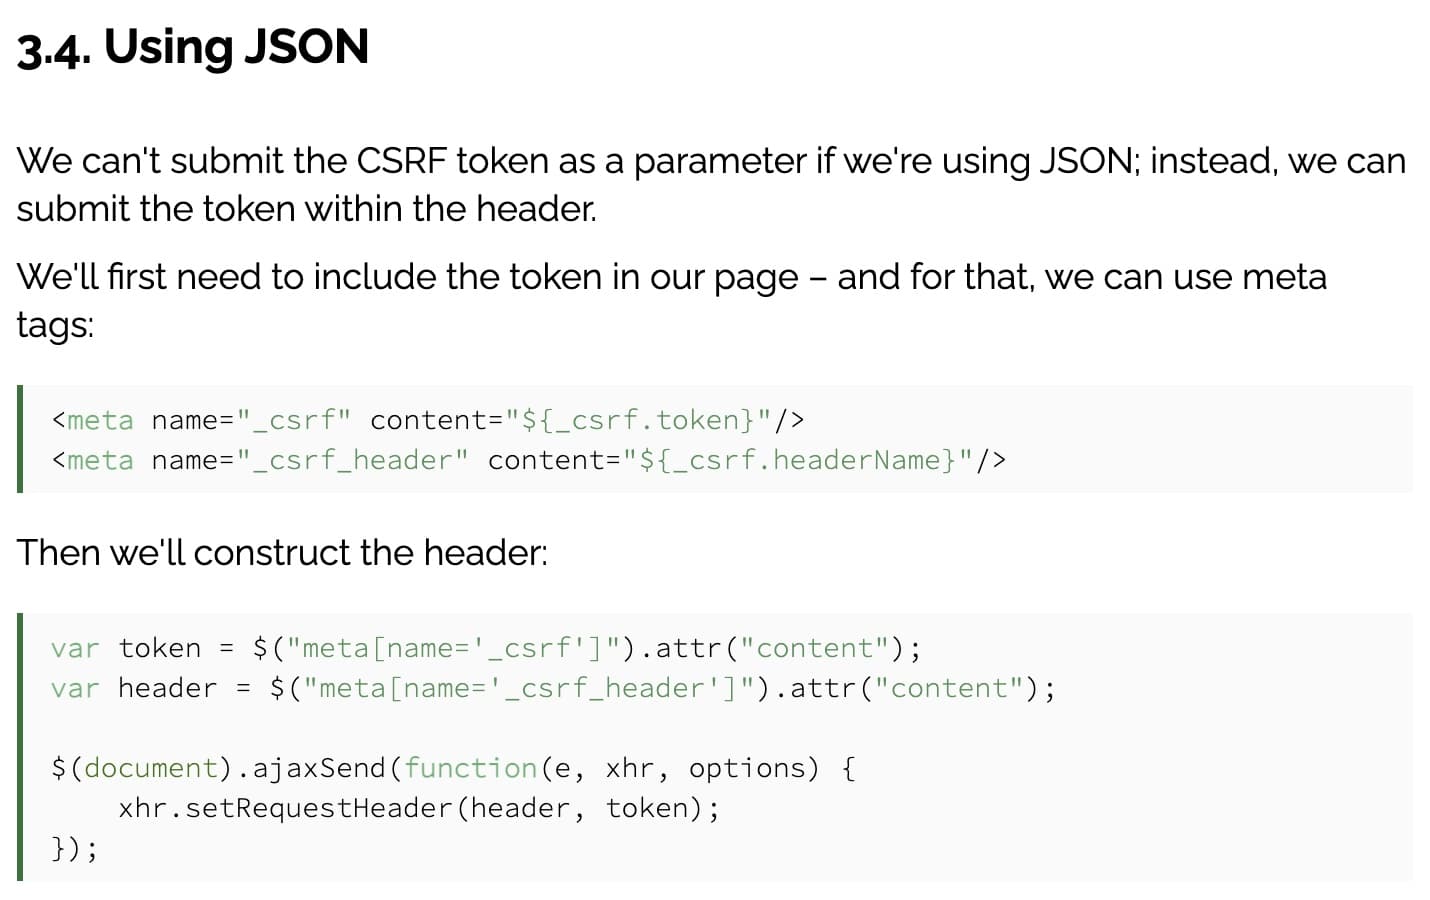 3.4. Using JSON
We can't submit the CSRF token as a parameter if we're using JSON; instead, we can
submit the token within the header.
We'll first need to include the token in our page – and for that, we can use meta
tags:
<meta name="_csrf" content="${_csrf.token}"/>
<meta name="_csrf_header" content="${_csrf.headerName}"/>
Then we'll construct the header:
var token = $("meta[name='_csrf']").attr("content");
var header = $("meta[name='_csrf_header']").attr("content");
$(document).ajaxSend(function(e, xhr, options) {
    xhr.setRequestHeader(header, token);
});